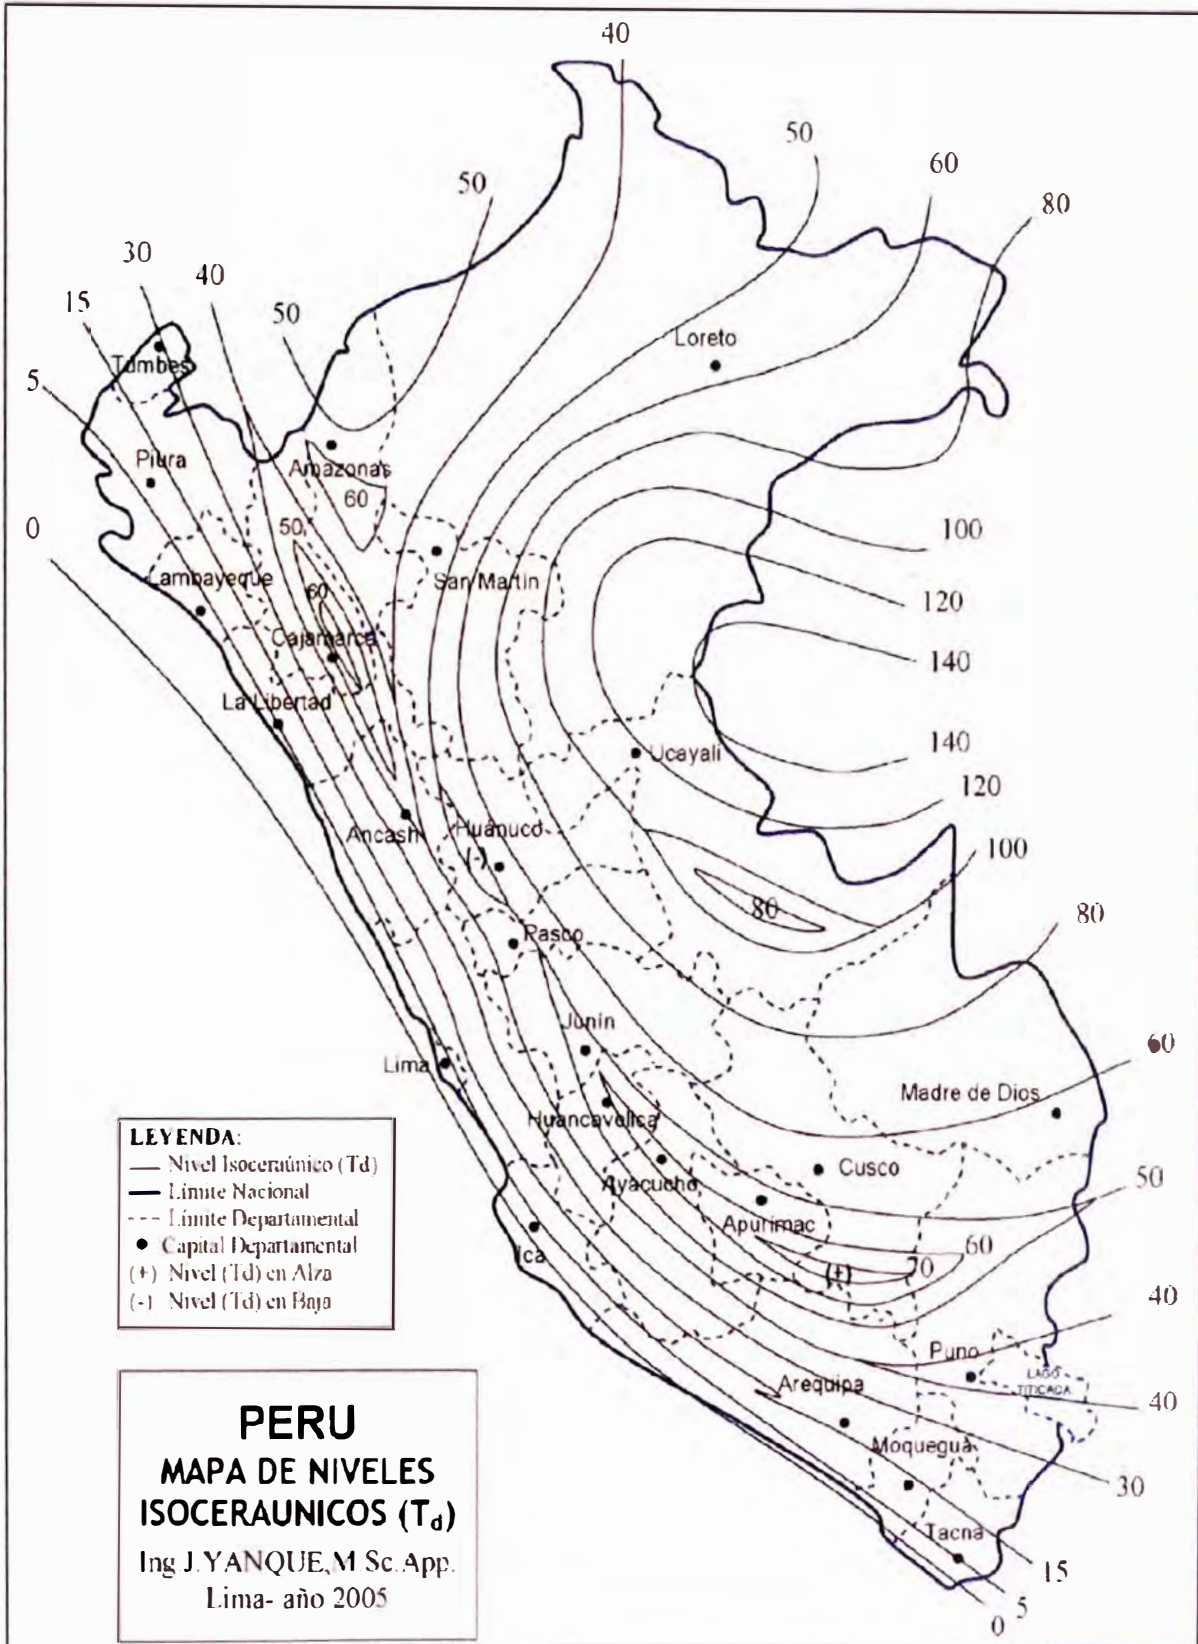 40
50
50
60
80
30
40
15
50
5
Tumbes
Loreto
Piura
Amazonas
60
0
50
100
Lambayeque
San Martín
60
120
Cajamarca
140
La Libertad
Ucayali
140
120
Ancash
Huánuco
(-)
100
80
80
Pasco
Junín
60
Lima
Madre de Dios
Huancavelica
Cusco
50
Ayacucho
Apurímac
60
Ica
(+)
70
40
Puno
LAGO
TITICACA
Arequipa
40
Moquegua
30
Tacna
15
5
0
LEYENDA:
Nivel Isoceraúnico (Td)
Límite Nacional
Límite Departamental
Capital Departamental
(+) Nivel (Td) en Alza
(-) Nivel (Td) en Baja
PERU
MAPA DE NIVELES
ISOCERAUNICOS (Td)
Ing.J.YANQUE,M.Sc.App.
Lima- año 2005